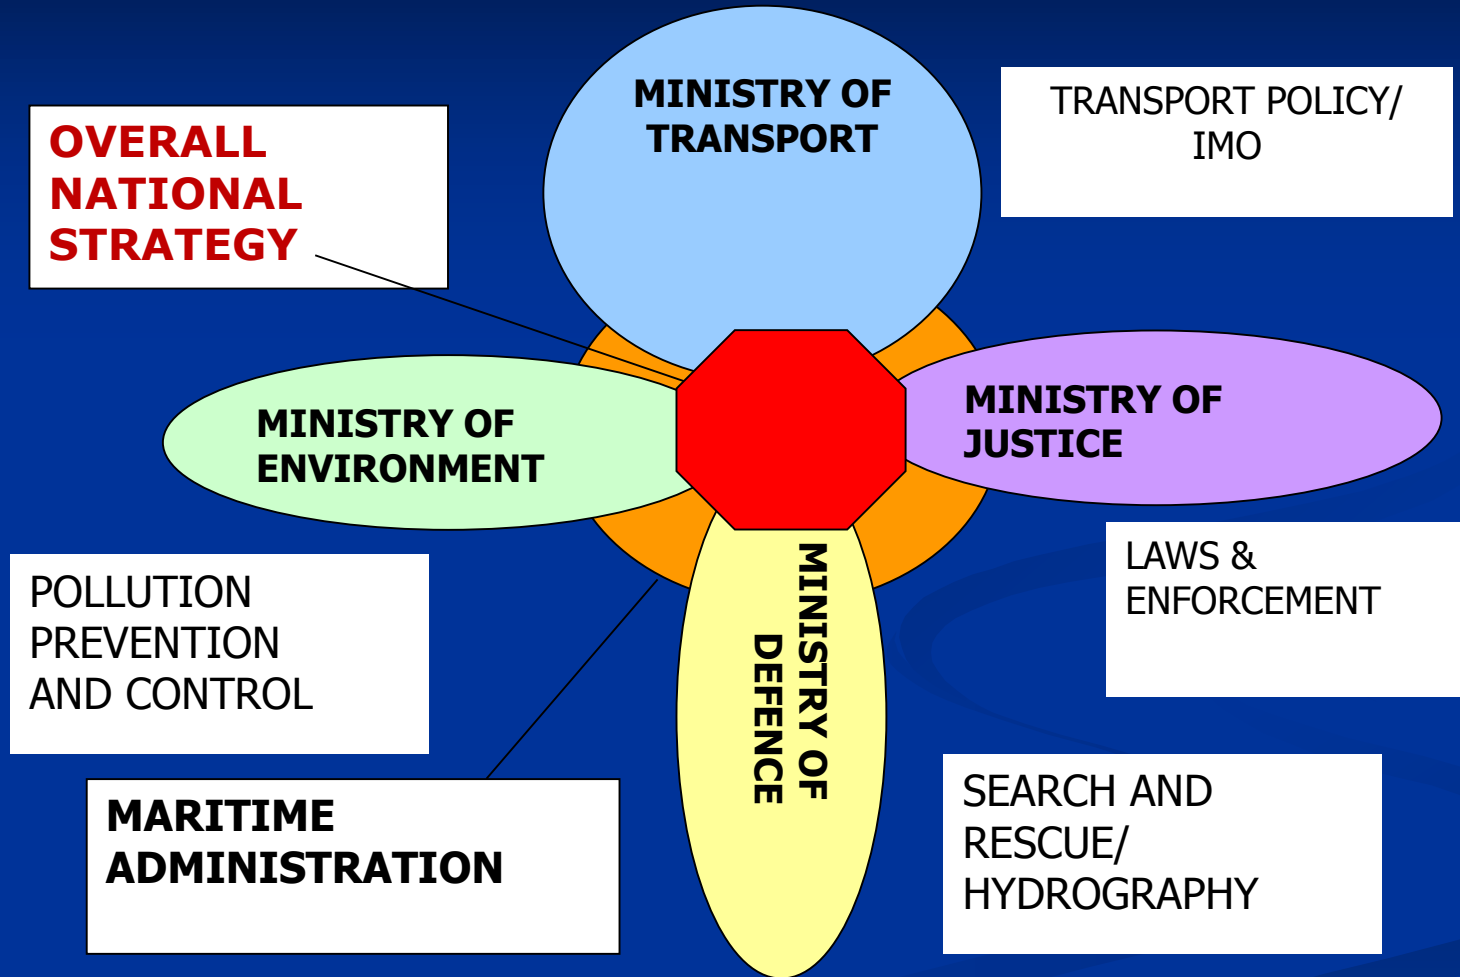 MINISTRY OF
TRANSPORT
TRANSPORT POLICY/
IMO
OVERALL
NATIONAL
STRATEGY
MINISTRY OF
ENVIRONMENT
MINISTRY OF
JUSTICE
MINISTRY OF
DEFENCE
LAWS &
ENFORCEMENT
POLLUTION
PREVENTION
AND CONTROL
MARITIME
ADMINISTRATION
SEARCH AND
RESCUE/
HYDROGRAPHY